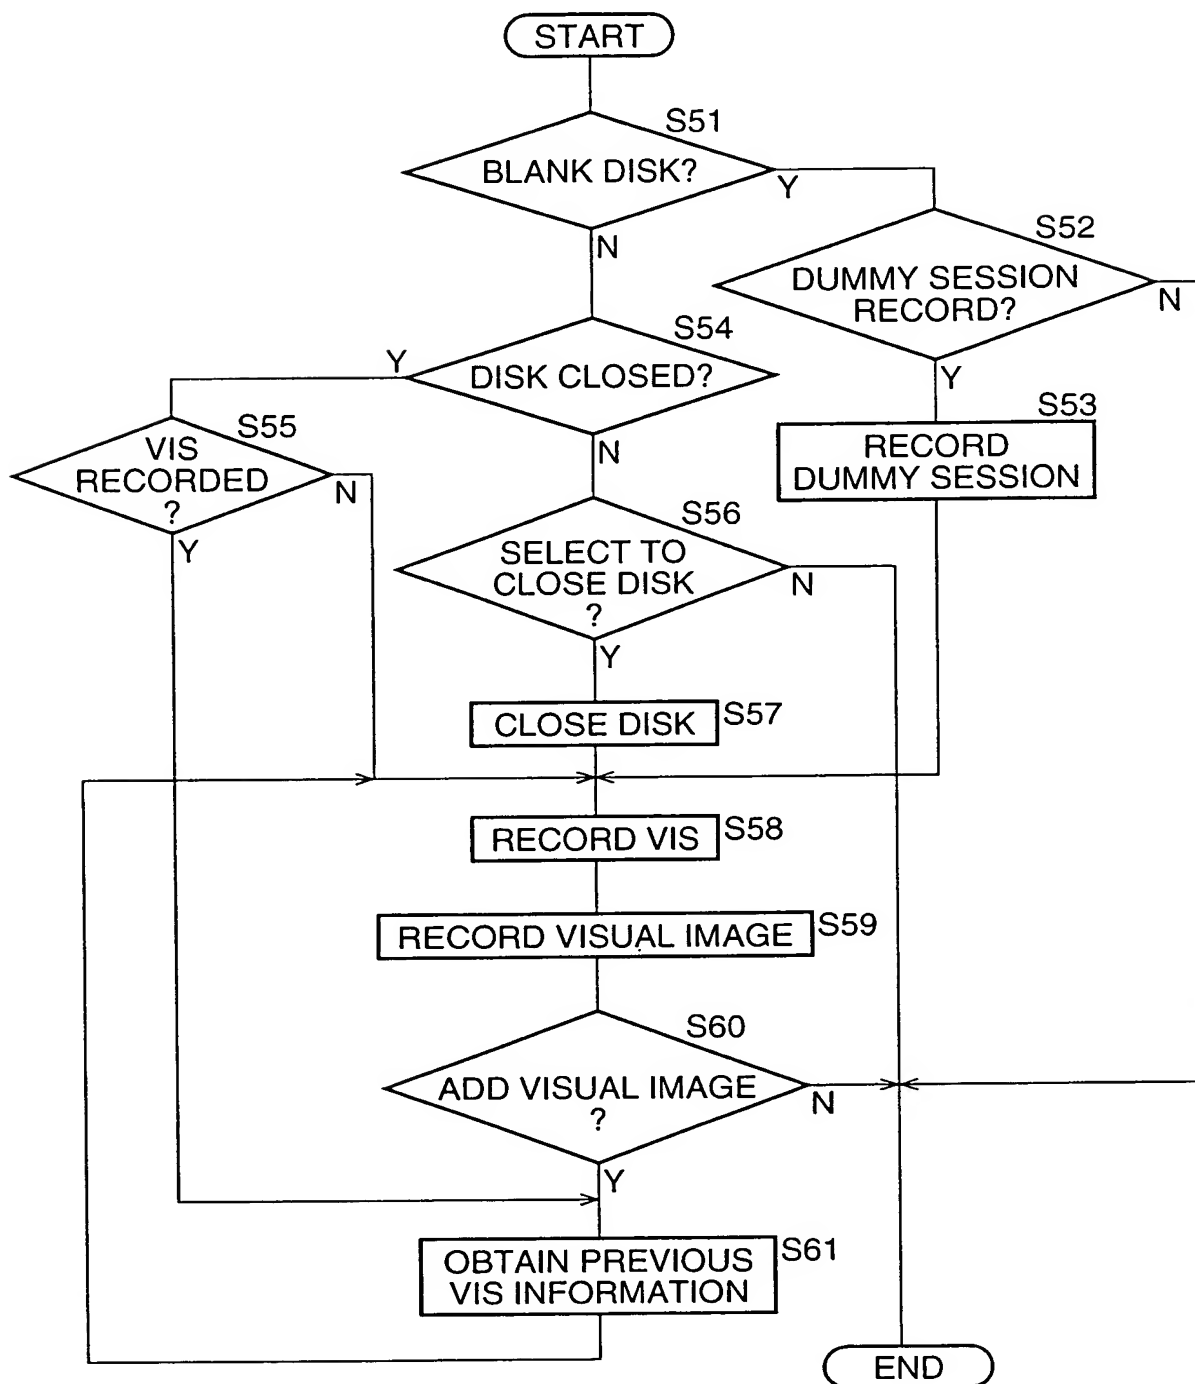 START
S51
BLANK DISK?
Y
N
S52
DUMMY SESSION
RECORD?
N
Y
S54
DISK CLOSED?
Y
N
S53
RECORD
DUMMY SESSION
S55
VIS
RECORDED
?
N
Y
S56
SELECT TO
CLOSE DISK
?
N
Y
CLOSE DISK
S57
RECORD VIS
S58
RECORD VISUAL IMAGE
S59
S60
ADD VISUAL IMAGE
?
N
Y
OBTAIN PREVIOUS
VIS INFORMATION
S61
END